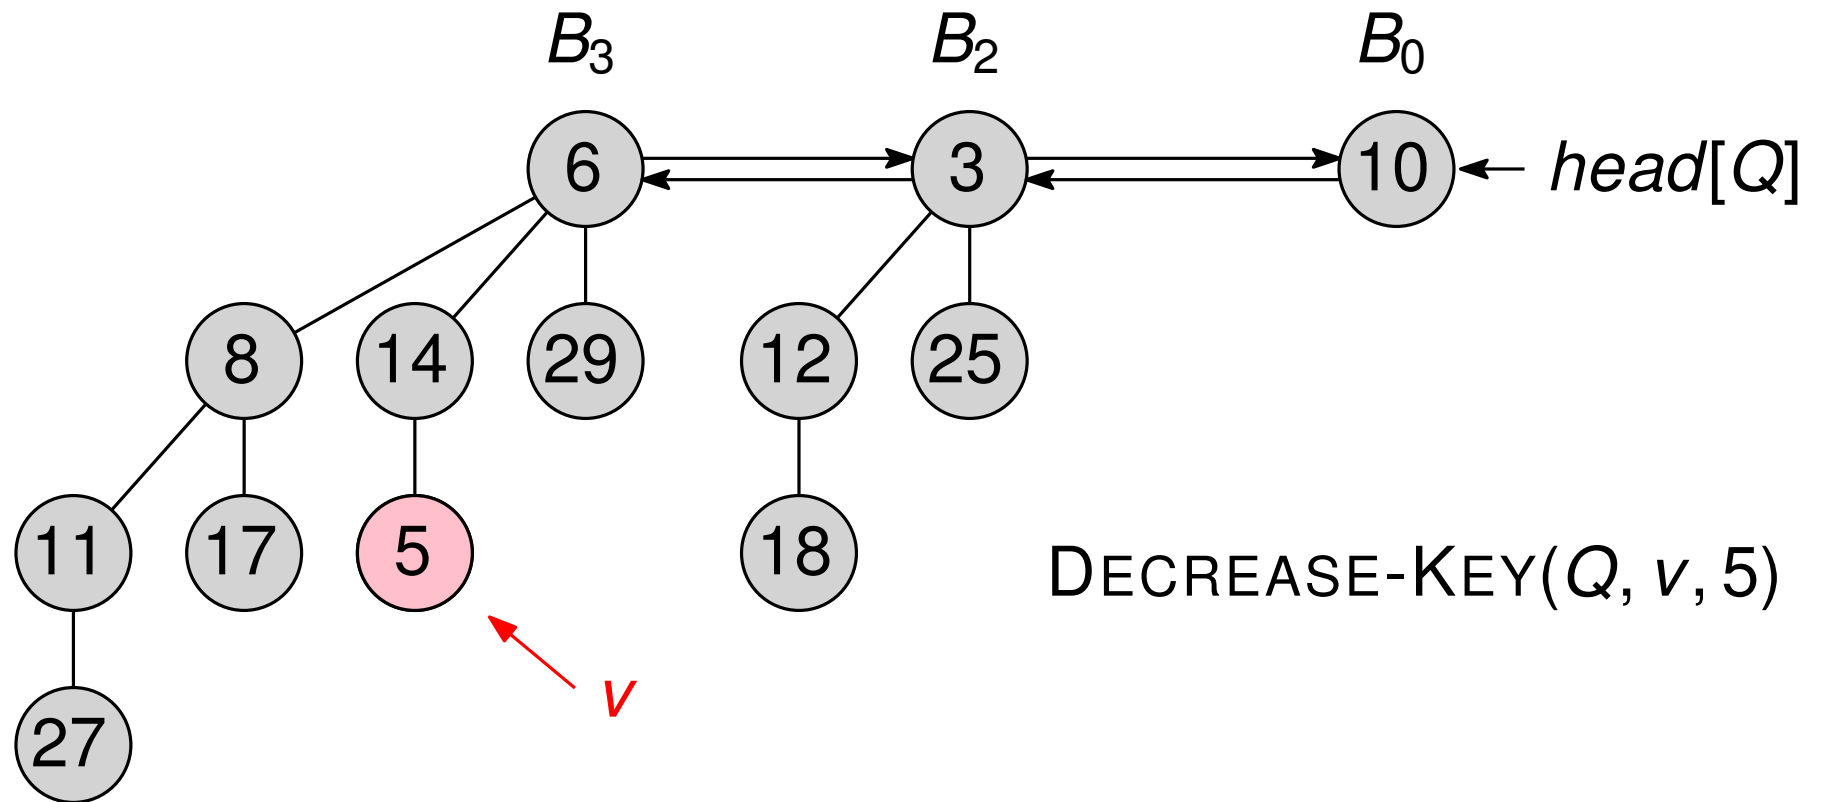 B₃ B₂ B₀
6 3 10 head[Q]
8 14 29 12 25
11 17 5 18 DECREASE-KEY(Q, v, 5)
v
27